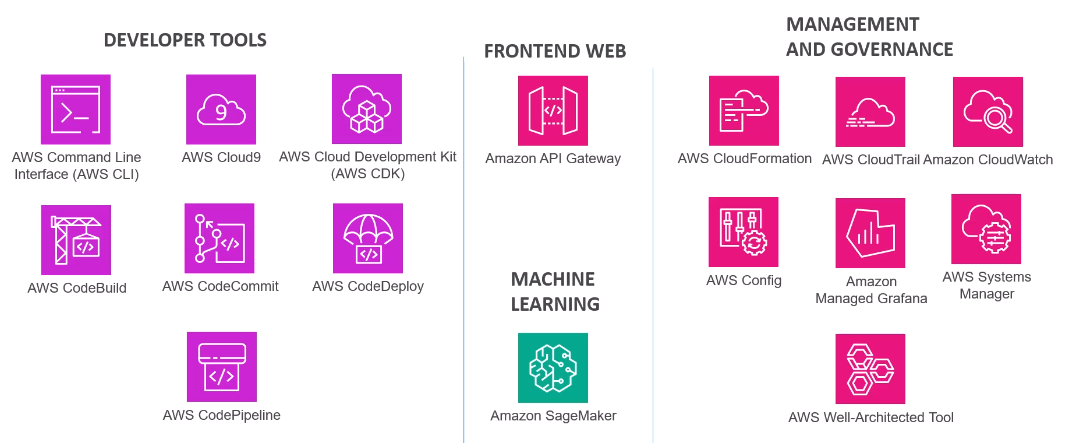 DEVELOPER TOOLS
AWS Command Line
Interface (AWS CLI)
9
AWS Cloud9
AWS Cloud Development Kit
(AWS CDK)
</>
AWS CodeBuild
</>
AWS CodeCommit
</>
AWS CodeDeploy
</>
AWS CodePipeline
FRONTEND WEB
</>
Amazon API Gateway
MACHINE
LEARNING
Amazon SageMaker
MANAGEMENT
AND GOVERNANCE
AWS CloudFormation
AWS CloudTrail
Amazon CloudWatch
AWS Config
Amazon
Managed Grafana
AWS Systems
Manager
AWS Well-Architected Tool